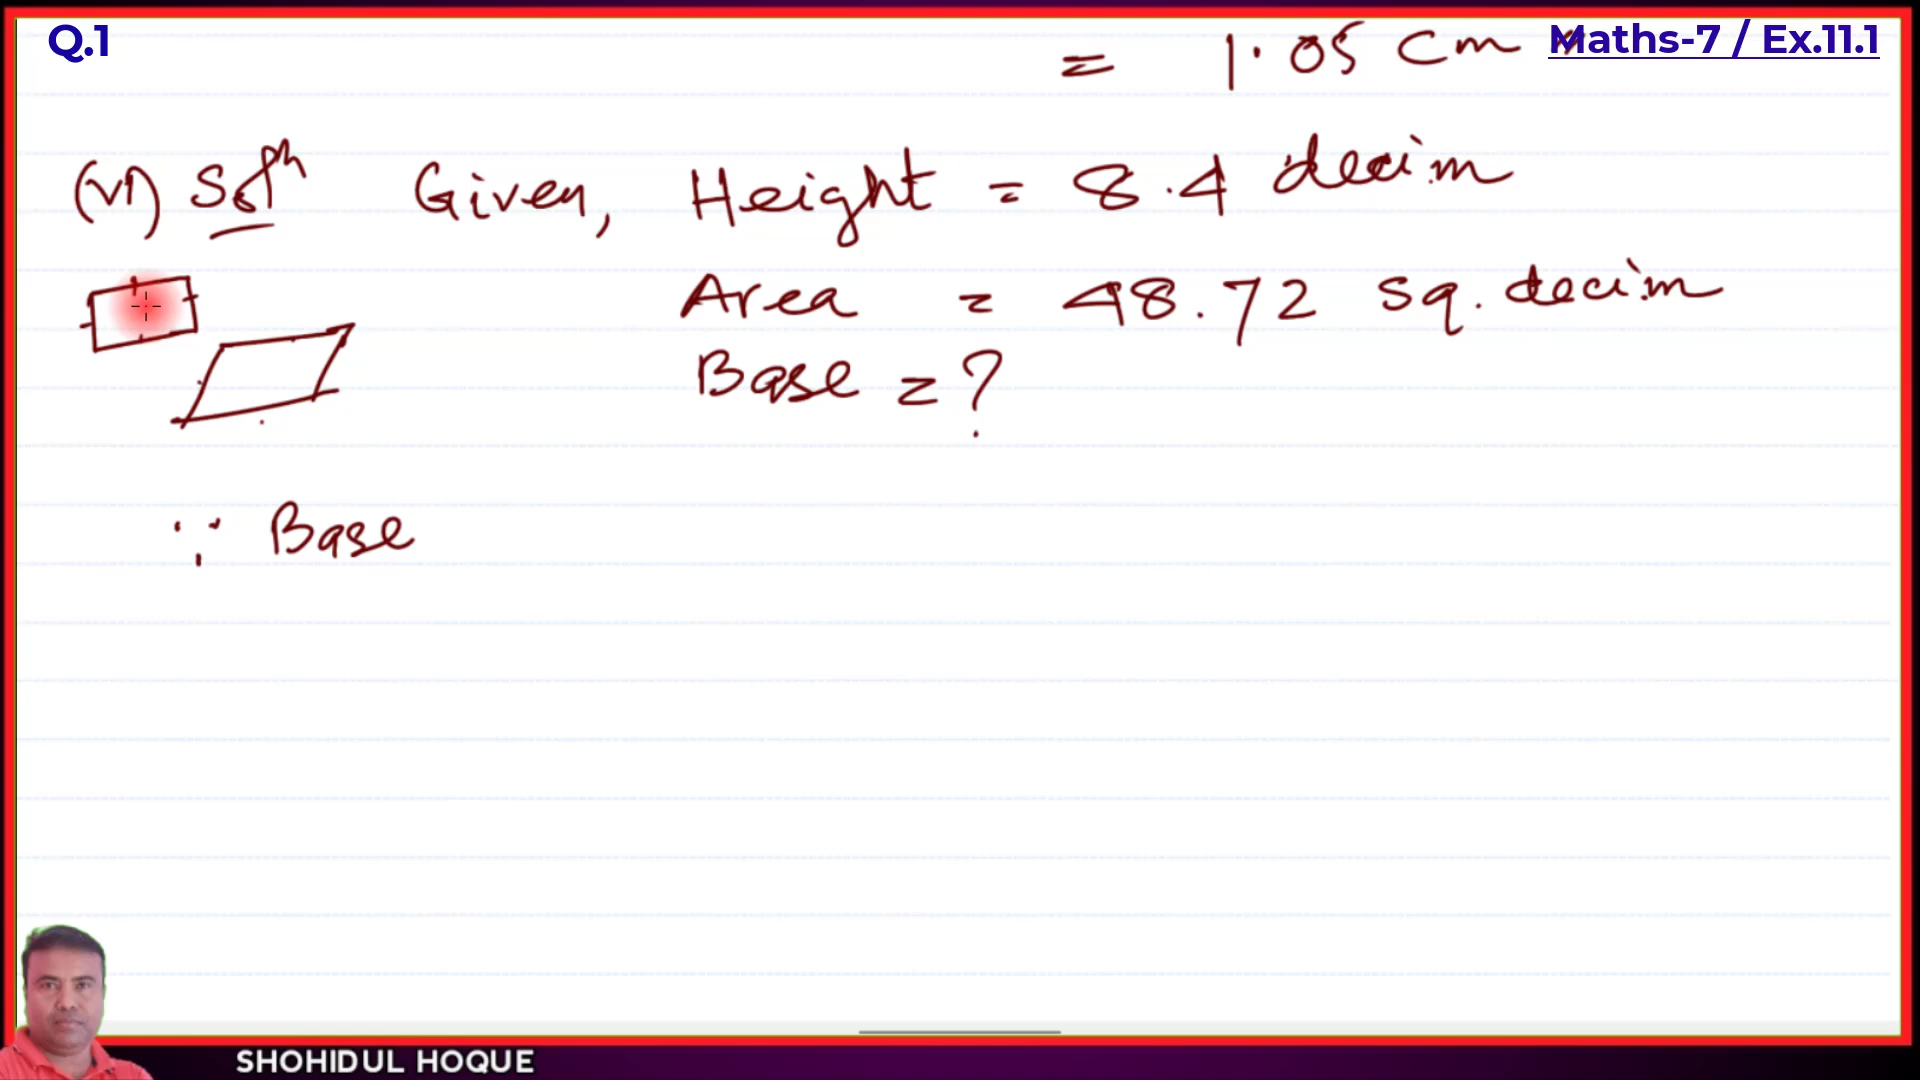 Q.1
Maths-7 / Ex.11.1
= 1.05 cm
(vi) Soln Given, Height = 8.4 decim
Area = 48.72 sq. decim
Base = ?
∵ Base
SHOHIDUL HOQUE